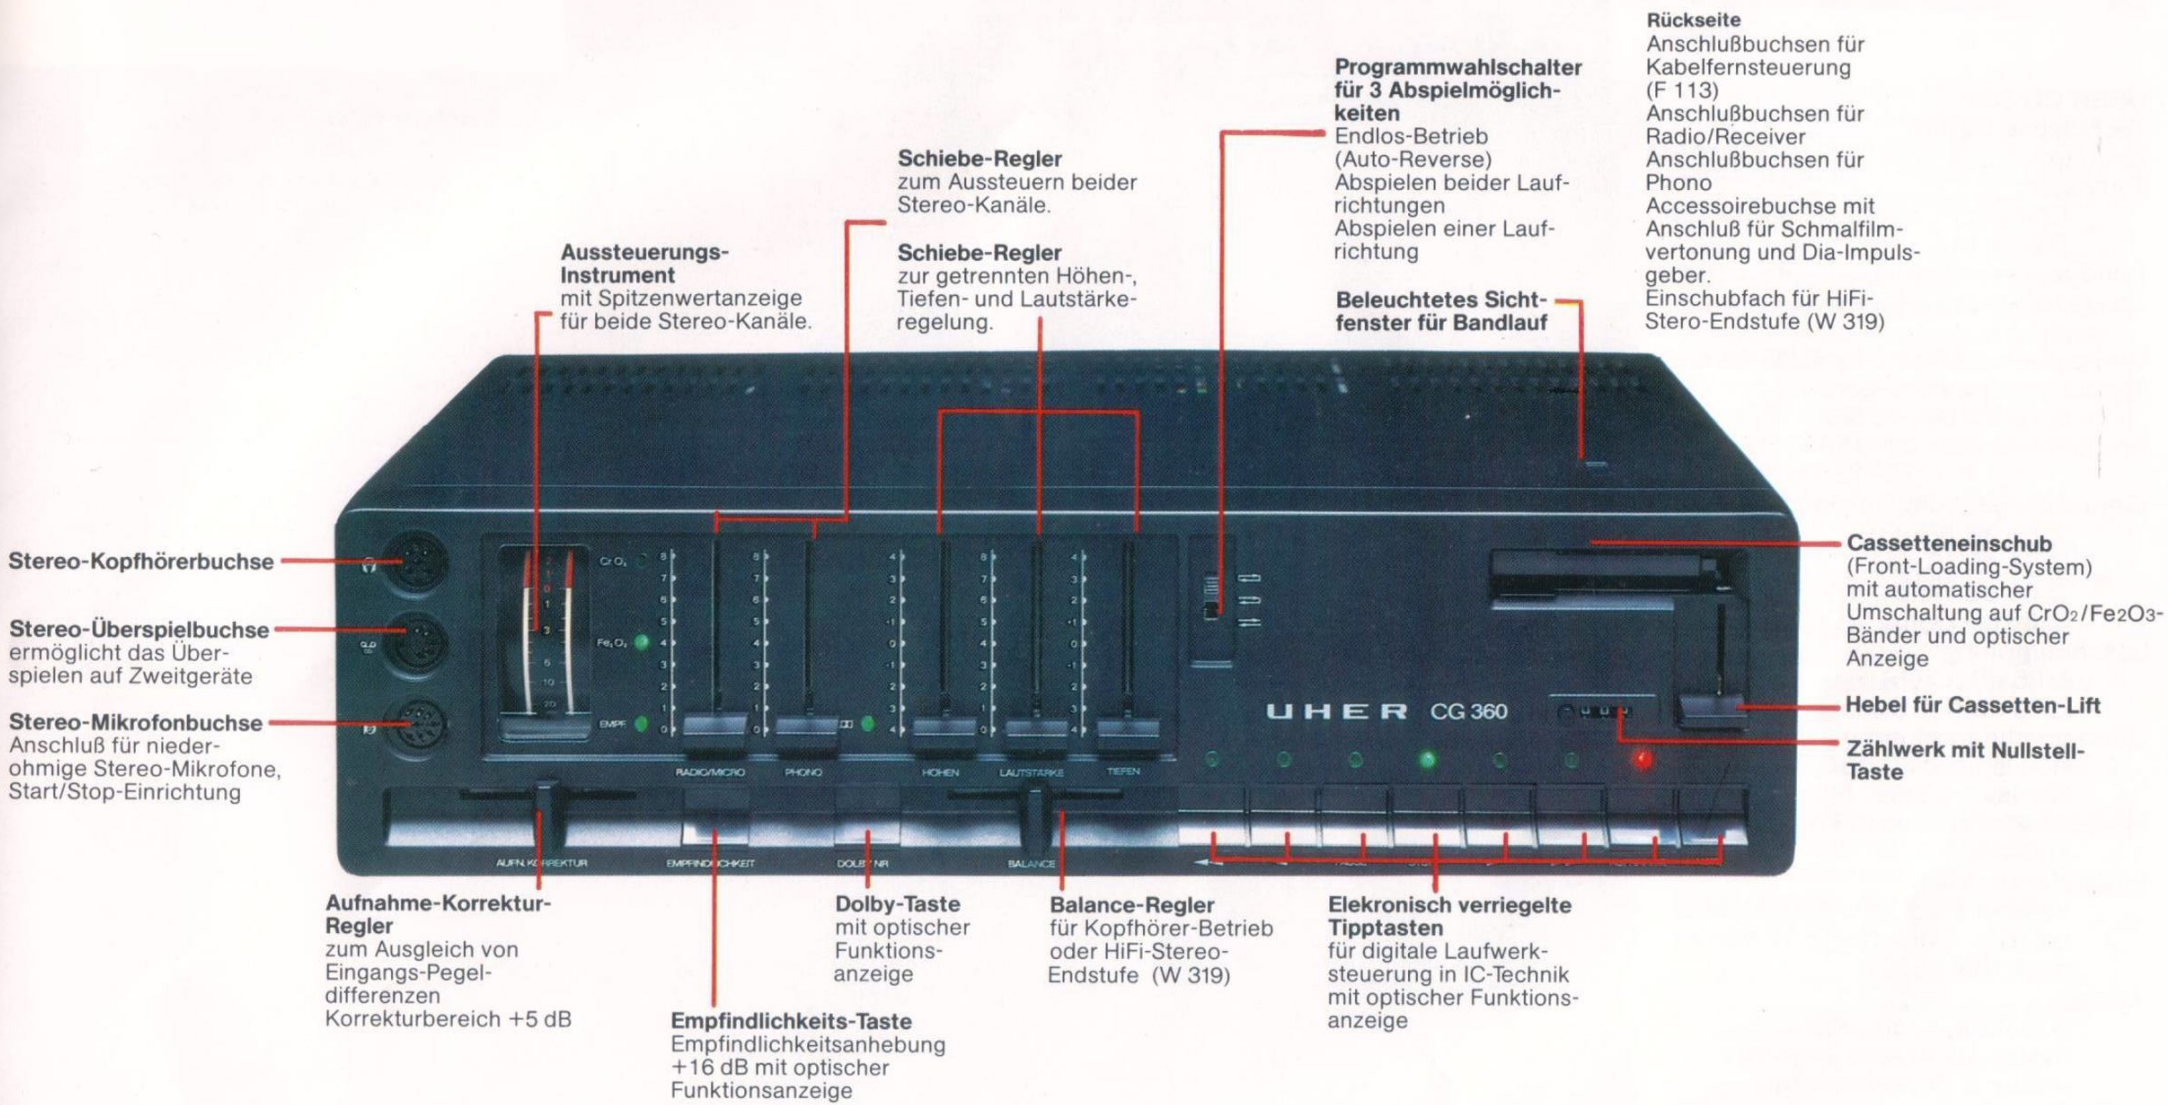 Rückseite
Anschlußbuchsen für
Kabelfernsteuerung
(F 113)
Anschlußbuchsen für
Radio/Receiver
Anschlußbuchsen für
Phono
Accessoirebuchse mit
Anschluß für Schmalfilm-
vertonung und Dia-Impuls-
geber.
Einschubfach für HiFi-
Stero-Endstufe (W 319)
Programmwahlschalter
für 3 Abspielmöglich-
keiten
Endlos-Betrieb
(Auto-Reverse)
Abspielen beider Lauf-
richtungen
Abspielen einer Lauf-
richtung
Beleuchtetes Sicht-
fenster für Bandlauf
Schiebe-Regler
zum Aussteuern beider
Stereo-Kanäle.
Schiebe-Regler
zur getrennten Höhen-,
Tiefen- und Lautstärke-
regelung.
Aussteuerungs-
Instrument
mit Spitzenwertanzeige
für beide Stereo-Kanäle.
Stereo-Kopfhörerbuchse
Stereo-Überspielbuchse
ermöglicht das Über-
spielen auf Zweitgeräte
Stereo-Mikrofonbuchse
Anschluß für nieder-
ohmige Stereo-Mikrofone,
Start/Stop-Einrichtung
CrO₂
Fe₂O₃
EMPF
RADIO/MICRO PHONO HÖHEN LAUTSTÄRKE TIEFEN
UHER CG 360
AUFN. KORREKTUR EMPFINDLICHKEIT DOLBY NR BALANCE
Cassetteneinschub
(Front-Loading-System)
mit automatischer
Umschaltung auf CrO2/Fe2O3-
Bänder und optischer
Anzeige
Hebel für Cassetten-Lift
Zählwerk mit Nullstell-
Taste
Aufnahme-Korrektur-
Regler
zum Ausgleich von
Eingangs-Pegel-
differenzen
Korrekturbereich +5 dB
Empfindlichkeits-Taste
Empfindlichkeitsanhebung
+16 dB mit optischer
Funktionsanzeige
Dolby-Taste
mit optischer
Funktions-
anzeige
Balance-Regler
für Kopfhörer-Betrieb
oder HiFi-Stereo-
Endstufe (W 319)
Elekronisch verriegelte
Tipptasten
für digitale Laufwerk-
steuerung in IC-Technik
mit optischer Funktions-
anzeige